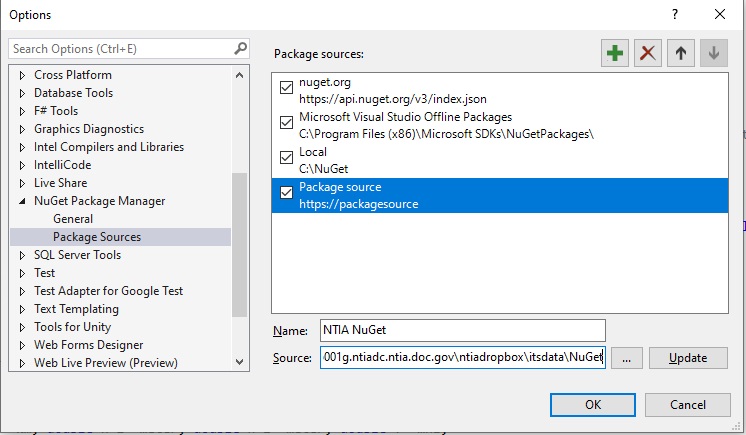 Options
?
Search Options (Ctrl+E)
Package sources:
Cross Platform
Database Tools
F# Tools
Graphics Diagnostics
Intel Compilers and Libraries
IntelliCode
Live Share
NuGet Package Manager
General
Package Sources
SQL Server Tools
Test
Test Adapter for Google Test
Text Templating
Tools for Unity
Web Forms Designer
Web Live Preview (Preview)
nuget.org
https://api.nuget.org/v3/index.json
Microsoft Visual Studio Offline Packages
C:\Program Files (x86)\Microsoft SDKs\NuGetPackages\
Local
C:\NuGet
Package source
https://packagesource
Name: NTIA NuGet
Source: 001g.ntiadc.ntia.doc.gov\ntiadropbox\itsdata\NuGet ... Update
OK Cancel